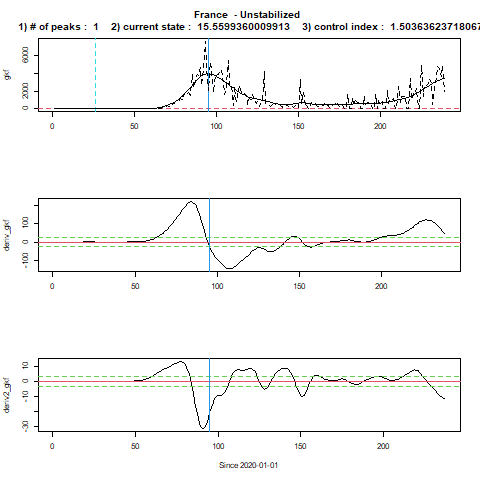 France - Unstabilized
1) # of peaks : 1 2) current state : 15.5599360009913 3) control index : 1.50363623718067
gkf
6000
2000
0
0 50 100 150 200
deriv_gkf
100
0
-100
0 50 100 150 200
deriv2_gkf
10
0
-10
-30
0 50 100 150 200
Since 2020-01-01